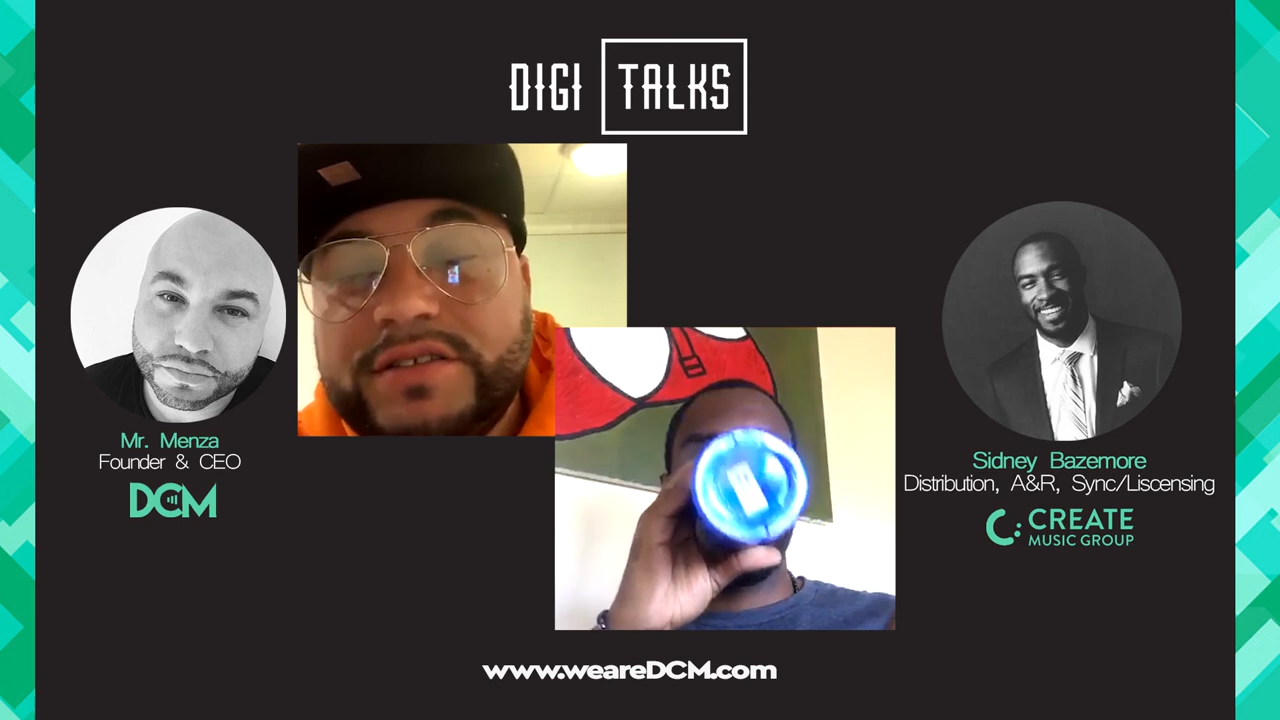 DIGI TALKS
Mr. Menza
Founder & CEO
DCM
Sidney Bazemore
Distribution, A&R, Sync/Liscensing
CREATE
MUSIC GROUP
www.weareDCM.com